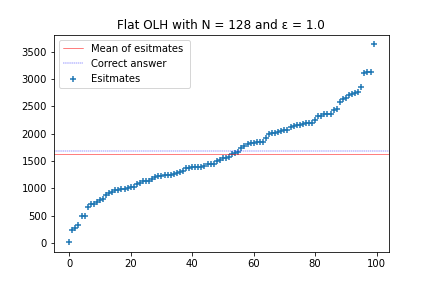 Flat OLH with N = 128 and ε = 1.0
Mean of esitmates
Correct answer
Esitmates
3500
3000
2500
2000
1500
1000
500
0
0 20 40 60 80 100